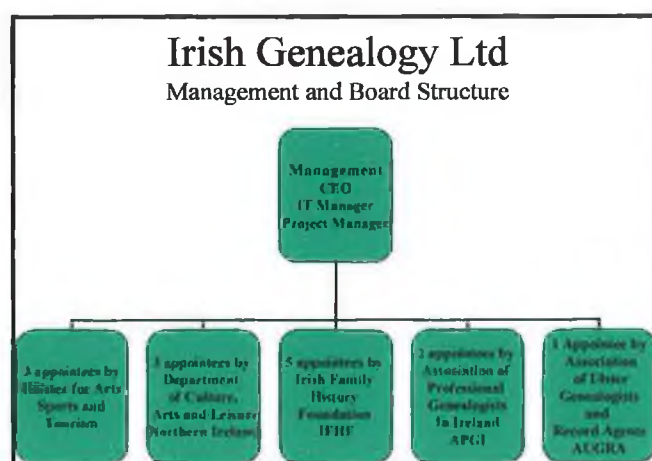 Irish Genealogy Ltd
Management and Board Structure
Management
CEO
IT Manager
Project Manager
3 appointees by
Minister for Arts
Sports and
Tourism
3 appointees by
Department
of Culture,
Arts and Leisure
Northern Ireland
5 appointees by
Irish Family
History
Foundation
IFHF
2 appointees by
Association of
Professional
Genealogists
In Ireland
APGI
1 Appointee by
Association
of Ulster
Genealogists
and
Record Agents
AUGRA